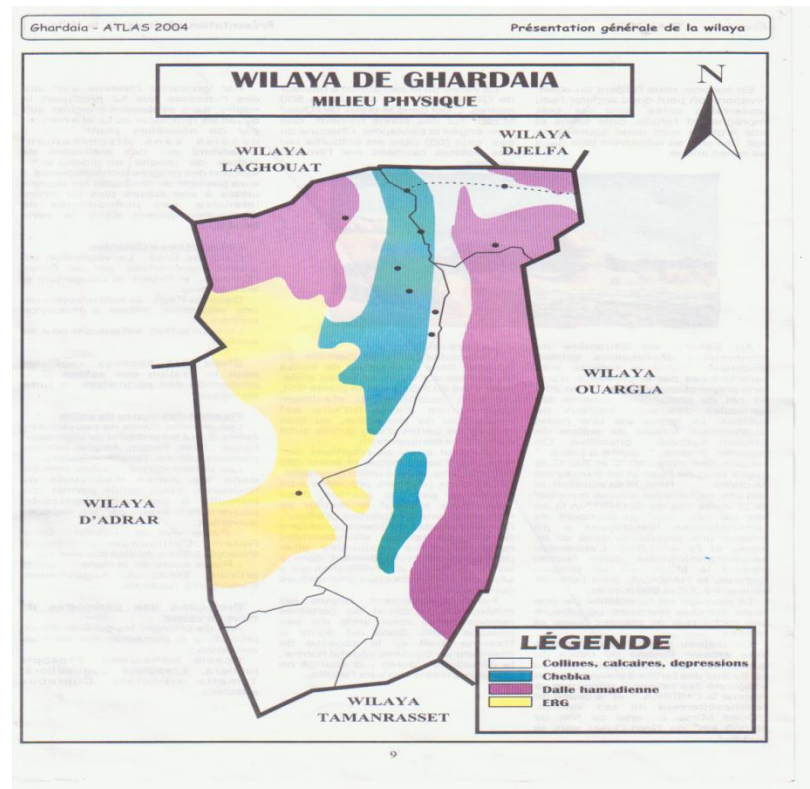 Ghardaia - ATLAS 2004
Présentation générale de la wilaya
WILAYA DE GHARDAIA
MILIEU PHYSIQUE
N
WILAYA
DJELFA
WILAYA
LAGHOUAT
WILAYA
OUARGLA
WILAYA
D'ADRAR
LÉGENDE
Collines, calcaires, depressions
Chebka
Dalle hamadienne
ERG
WILAYA
TAMANRASSET
9